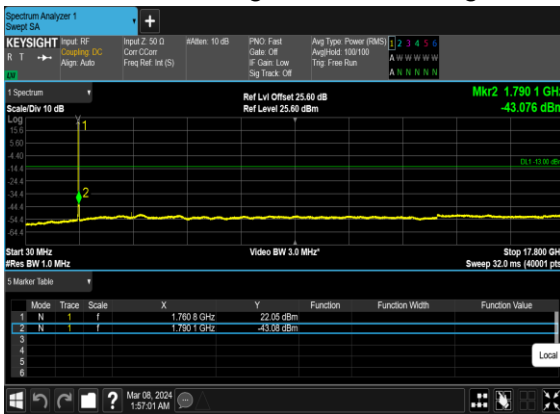 Spectrum Analyzer 1
Swept SA
KEYSIGHT Input: RF Input Z: 50 Ω #Atten: 10 dB PNO: Fast Avg Type: Power (RMS) 1 2 3 4 5 6
R T Coupling: DC Corr CCorr Gate: Off Avg|Hold: 100/100 A W W W W W
Align: Auto Freq Ref: Int (S) IF Gain: Low Trig: Free Run
LV Sig Track: Off A N N N N N
1 Spectrum Ref Lvl Offset 25.60 dB Mkr2 1.790 1 GHz
Scale/Div 10 dB Ref Level 25.60 dBm -43.076 dBm
Log
15.6
5.60
-4.40
DL1 -13.00 dBm
-14.4
-24.4
-34.4
-44.4
-54.4
-64.4
1
2
Start 30 MHz Video BW 3.0 MHz* Stop 17.800 GHz
#Res BW 1.0 MHz Sweep 32.0 ms (40001 pts)
5 Marker Table
Mode Trace Scale X Y Function Function Width Function Value
1 N 1 f 1.760 8 GHz 22.05 dBm
2 N 1 f 1.790 1 GHz -43.08 dBm
3
4
5
6
Local
? Mar 08, 2024
1:57:01 AM